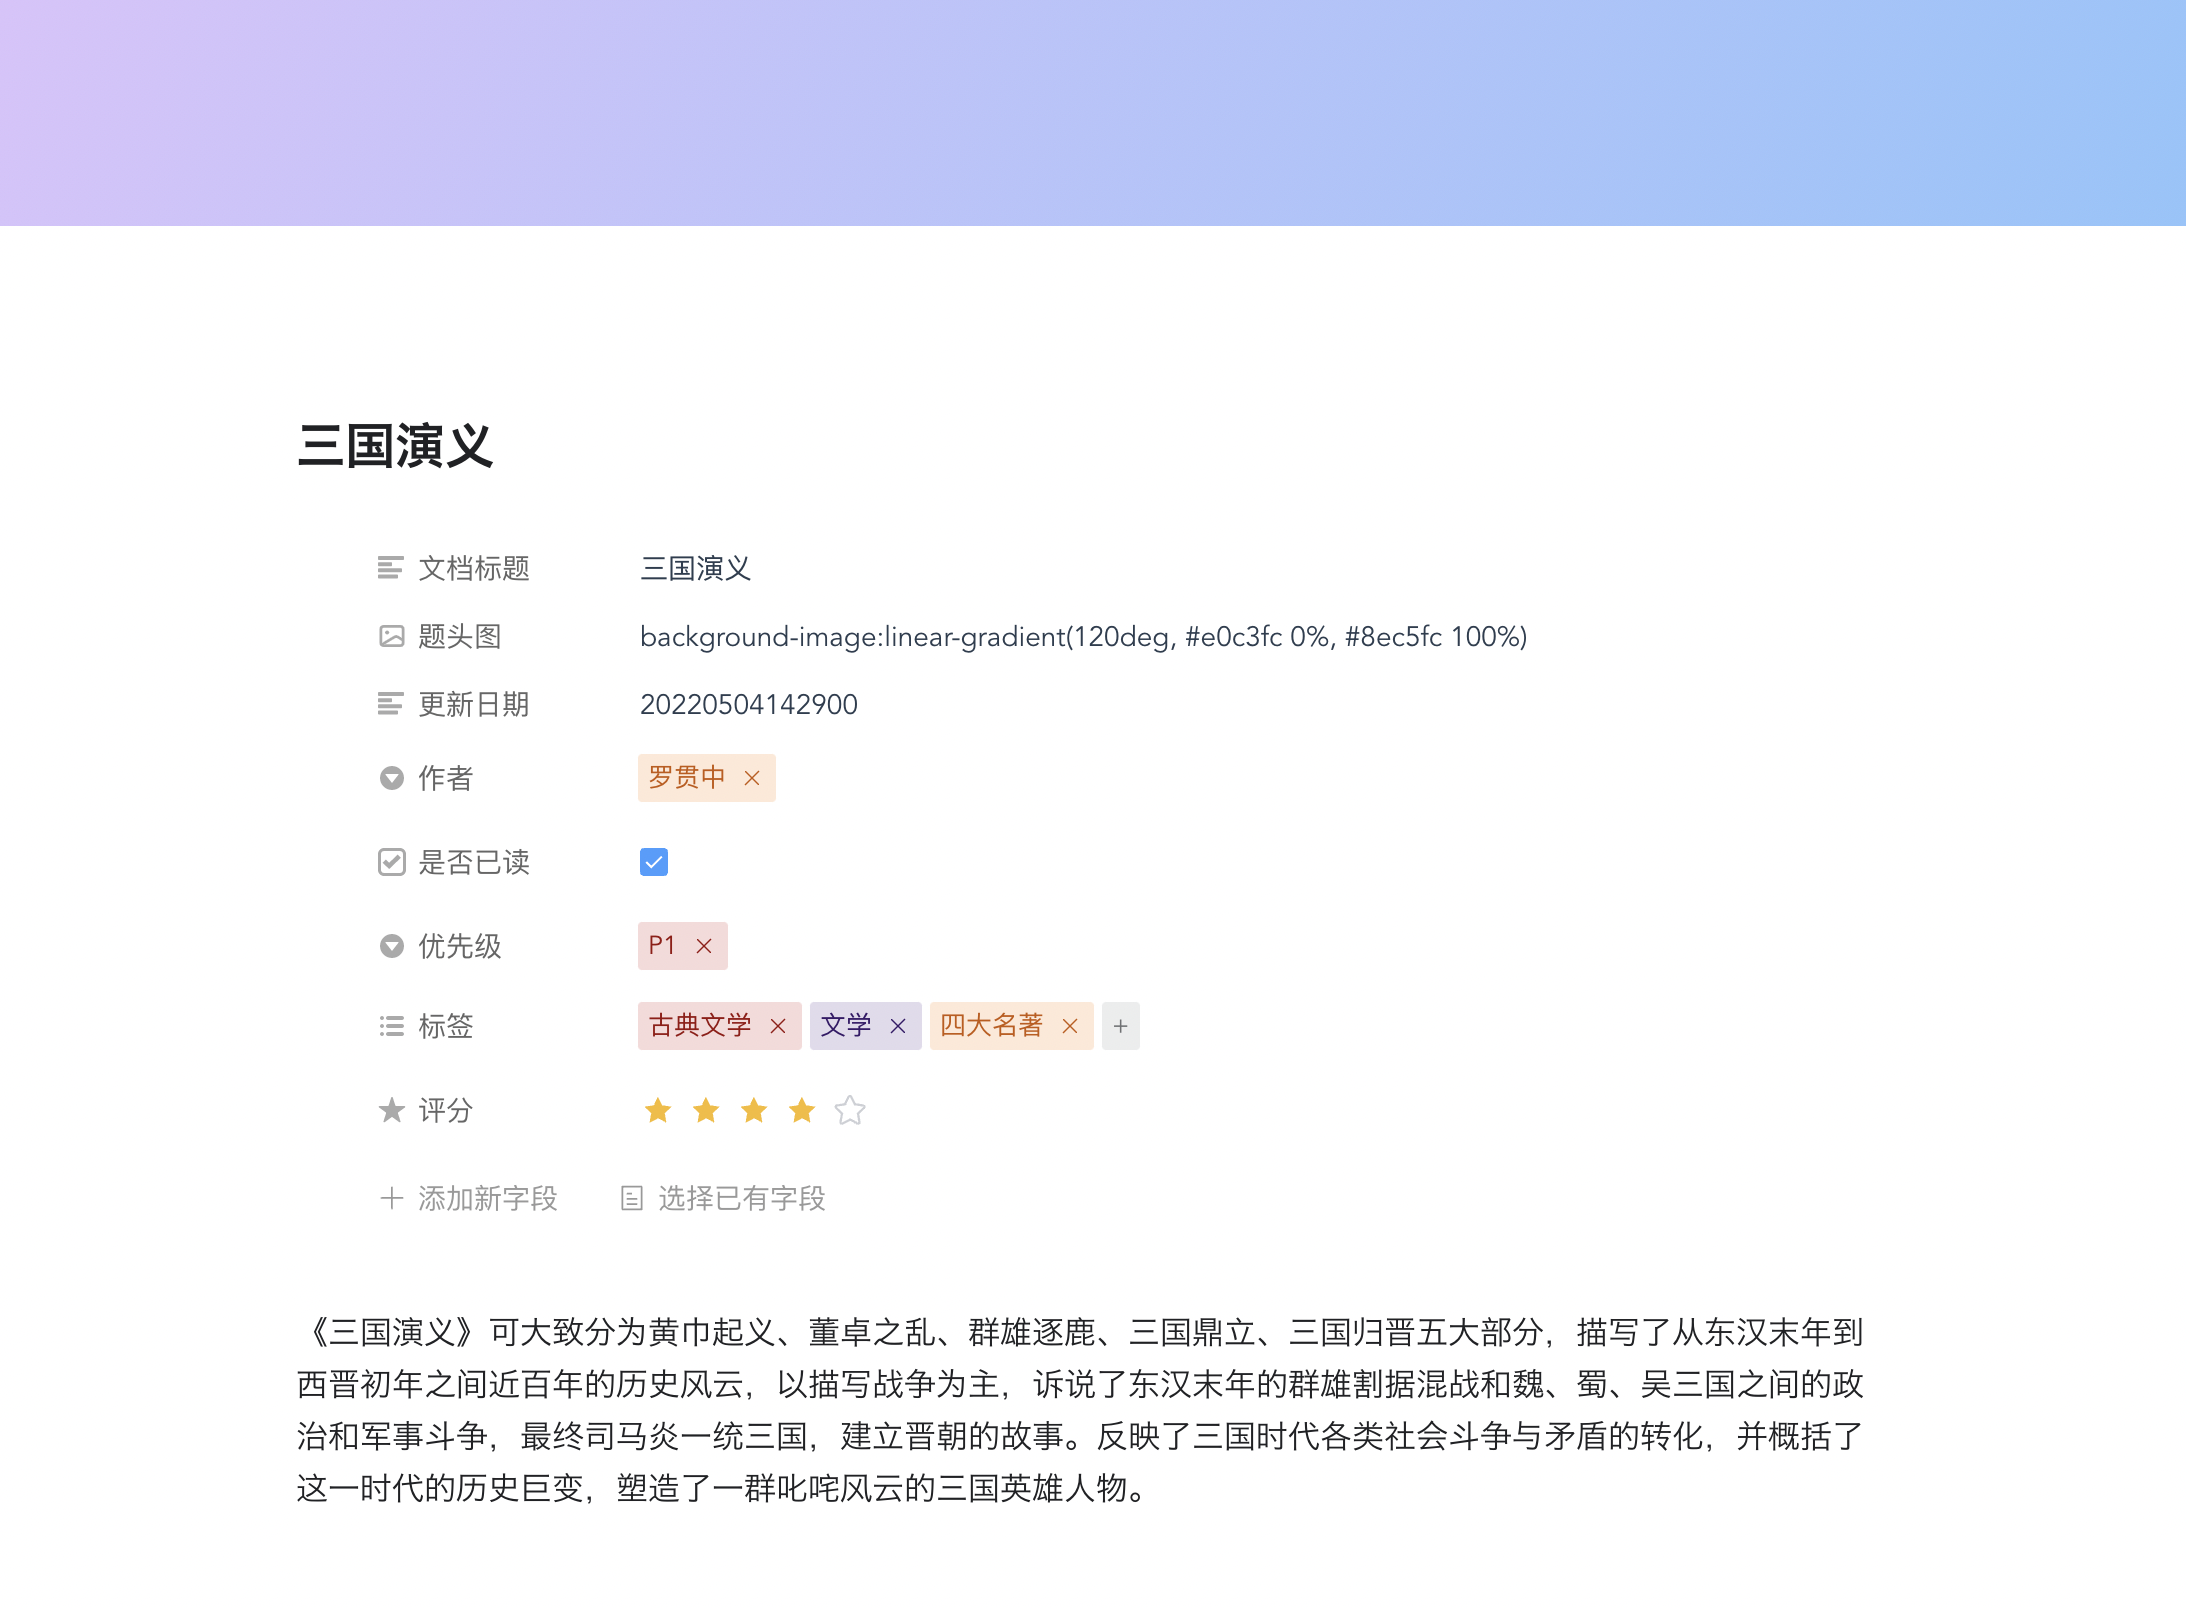 三国演义
文档标题 三国演义
题头图 background-image:linear-gradient(120deg, #e0c3fc 0%, #8ec5fc 100%)
更新日期 20220504142900
作者 罗贯中
是否已读
优先级 P1
标签 古典文学 文学 四大名著 +
评分
添加新字段 选择已有字段
《三国演义》可大致分为黄巾起义、董卓之乱、群雄逐鹿、三国鼎立、三国归晋五大部分，描写了从东汉末年到
西晋初年之间近百年的历史风云，以描写战争为主，诉说了东汉末年的群雄割据混战和魏、蜀、吴三国之间的政
治和军事斗争，最终司马炎一统三国，建立晋朝的故事。反映了三国时代各类社会斗争与矛盾的转化，并概括了
这一时代的历史巨变，塑造了一群叱咤风云的三国英雄人物。